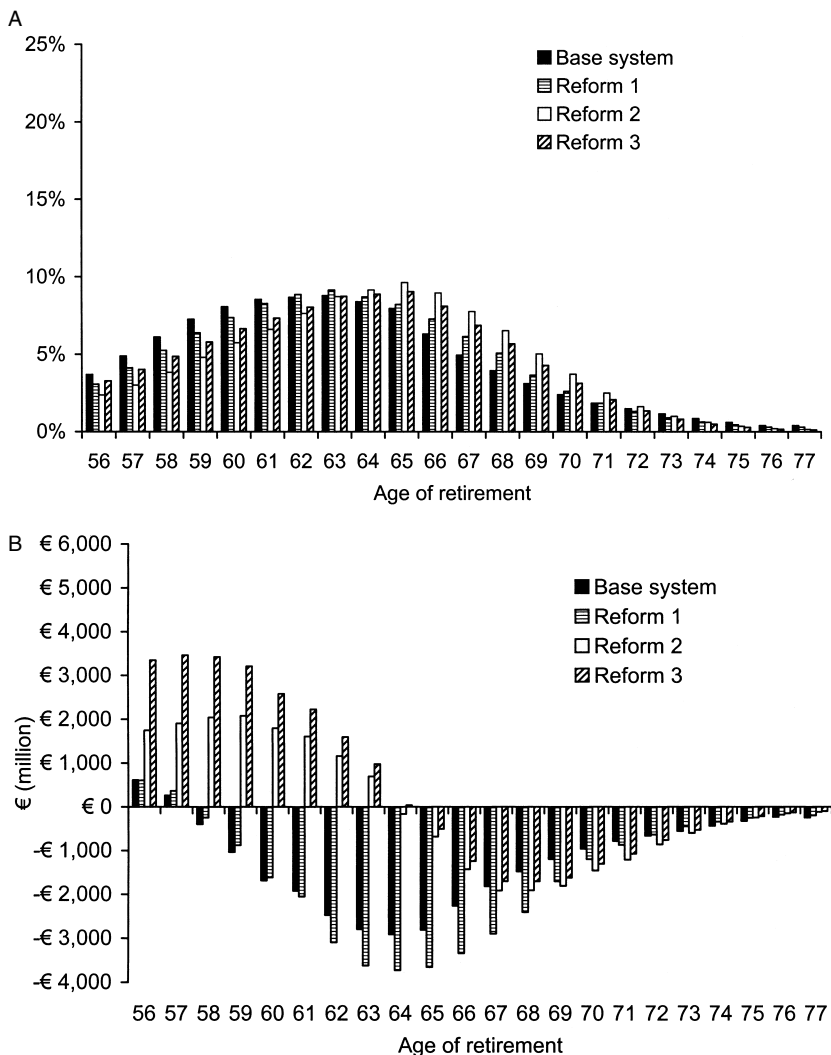 A
25%
20%
15%
10%
5%
0%
Base system
Reform 1
Reform 2
Reform 3
56 57 58 59 60 61 62 63 64 65 66 67 68 69 70 71 72 73 74 75 76 77
Age of retirement
B
€ 6,000
€ 5,000
€ 4,000
€ 3,000
€ 2,000
€ 1,000
€ 0
-€ 1,000
-€ 2,000
-€ 3,000
-€ 4,000
€ (million)
Base system
Reform 1
Reform 2
Reform 3
56 57 58 59 60 61 62 63 64 65 66 67 68 69 70 71 72 73 74 75 76 77
Age of retirement